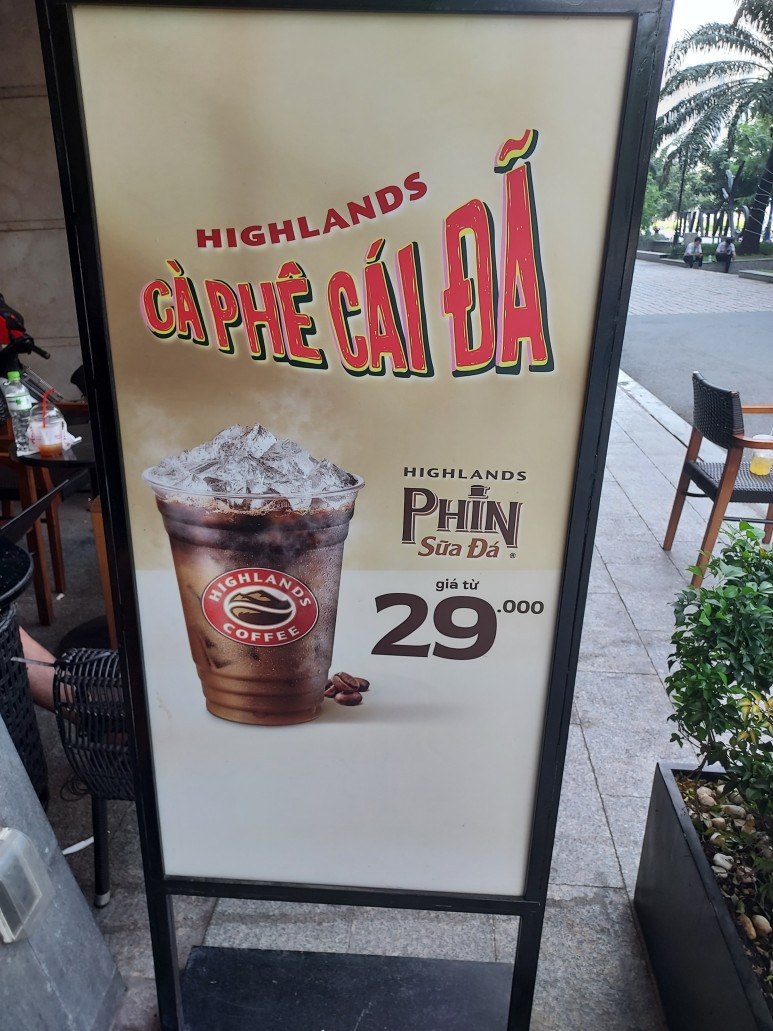 HIGHLANDS
CÀ PHÊ CÁI ĐÃ
HIGHLANDS
PHIN
Sữa Đá ®
giá từ
29.000
HIGHLANDS
COFFEE